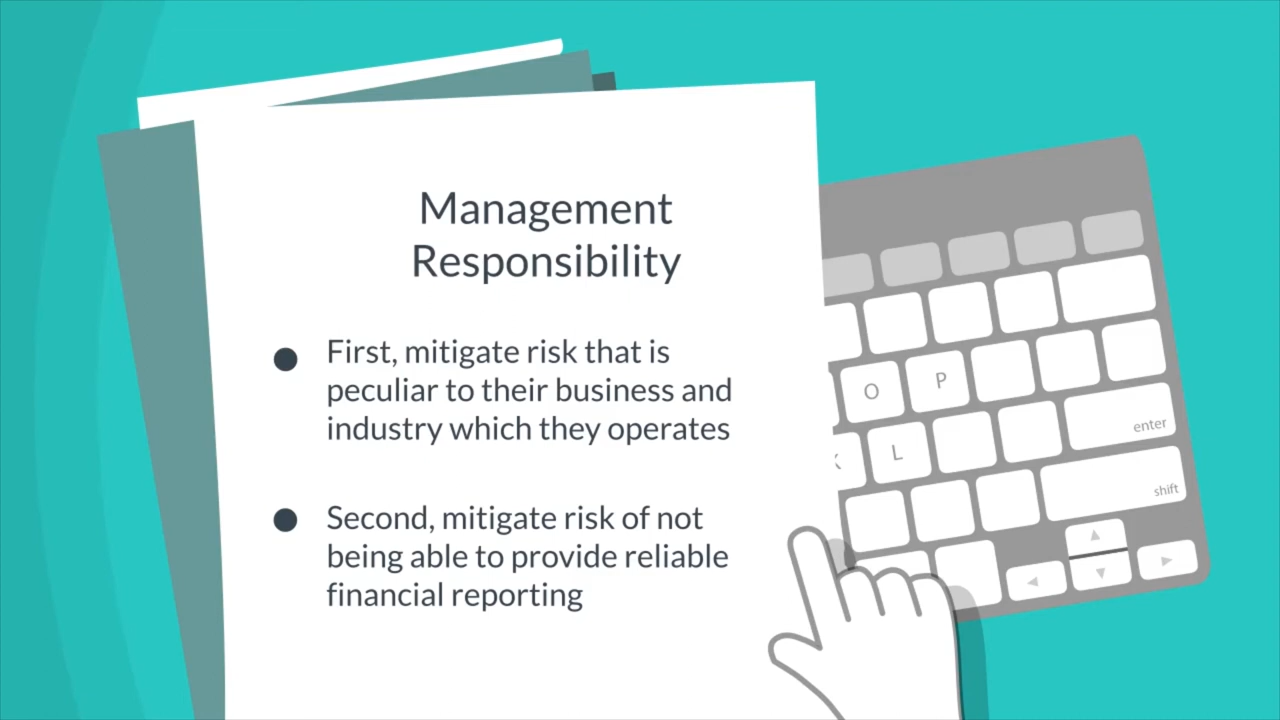 Management
Responsibility
First, mitigate risk that is
peculiar to their business and
industry which they operates
Second, mitigate risk of not
being able to provide reliable
financial reporting
O
P
K
L
enter
shift